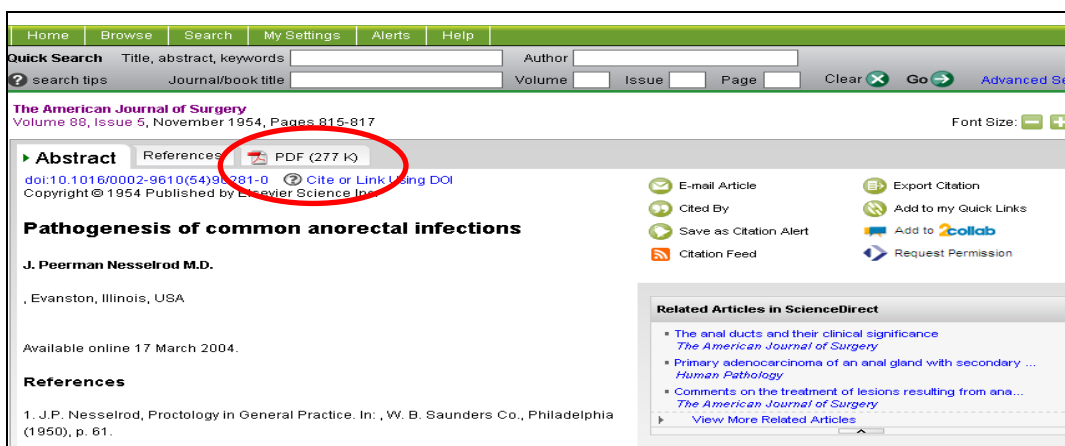 Home Browse Search My Settings Alerts Help
Quick Search Title, abstract, keywords Author
? search tips Journal/book title Volume Issue Page Clear Go Advanced Se
The American Journal of Surgery
Volume 88, Issue 5, November 1954, Pages 815-817
Font Size:
Abstract References PDF (277 K)
doi:10.1016/0002-9610(54)90281-0 ? Cite or Link Using DOI
Copyright © 1954 Published by Elsevier Science Inc.
Pathogenesis of common anorectal infections
J. Peerman Nesselrod M.D.
, Evanston, Illinois, USA
Available online 17 March 2004.
References
1. J.P. Nesselrod, Proctology in General Practice. In: , W. B. Saunders Co., Philadelphia
(1950), p. 61.
E-mail Article Export Citation
Cited By Add to my Quick Links
Save as Citation Alert Add to 2collab
Citation Feed Request Permission
Related Articles in ScienceDirect
The anal ducts and their clinical significance
The American Journal of Surgery
Primary adenocarcinoma of an anal gland with secondary ...
Human Pathology
Comments on the treatment of lesions resulting from ana...
The American Journal of Surgery
View More Related Articles